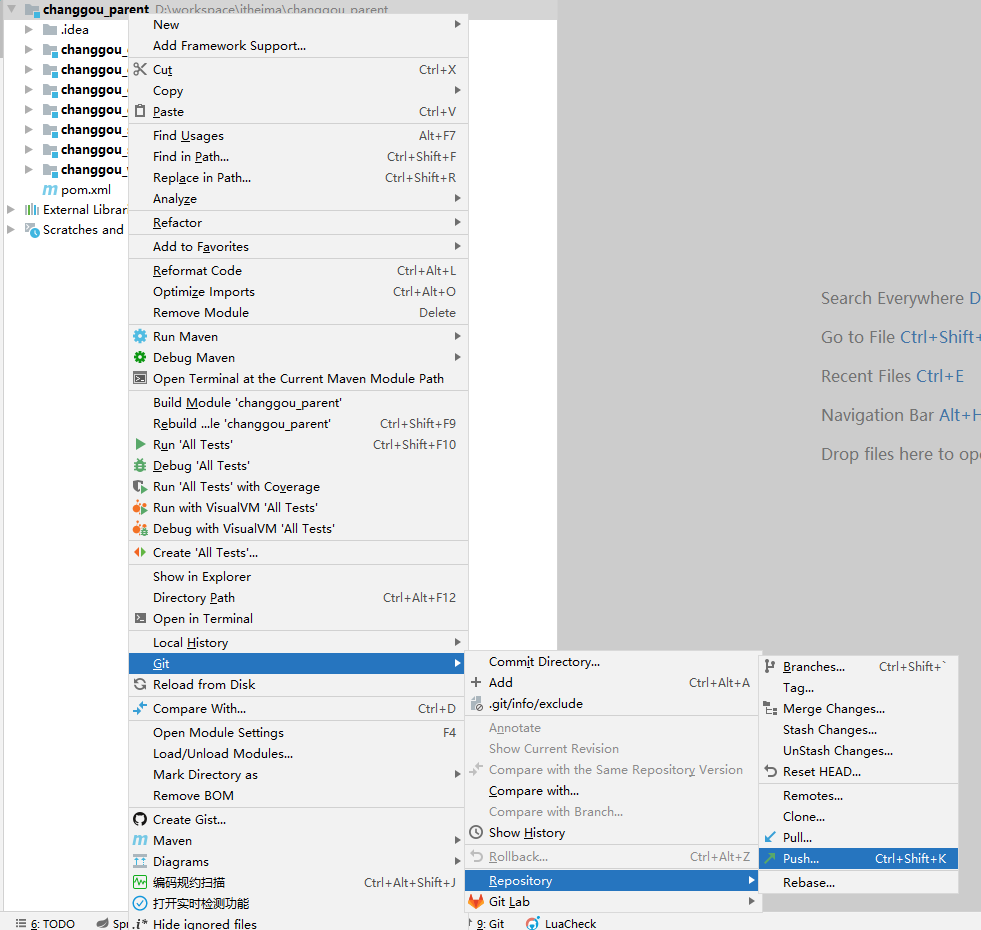 changgou_parent D:\workspace\itheima\changgou_parent
.idea
changgou_
changgou_
changgou_
changgou_
changgou_
changgou_
changgou_
pom.xml
External Librar
Scratches and
New
Add Framework Support...
Cut Ctrl+X
Copy
Paste Ctrl+V
Find Usages Alt+F7
Find in Path... Ctrl+Shift+F
Replace in Path... Ctrl+Shift+R
Analyze
Refactor
Add to Favorites
Reformat Code Ctrl+Alt+L
Optimize Imports Ctrl+Alt+O
Remove Module Delete
Run Maven
Debug Maven
Open Terminal at the Current Maven Module Path
Build Module 'changgou_parent'
Rebuild ...le 'changgou_parent' Ctrl+Shift+F9
Run 'All Tests' Ctrl+Shift+F10
Debug 'All Tests'
Run 'All Tests' with Coverage
Run with VisualVM 'All Tests'
Debug with VisualVM 'All Tests'
Create 'All Tests'...
Show in Explorer
Directory Path Ctrl+Alt+F12
Open in Terminal
Local History
Git
Reload from Disk
Compare With... Ctrl+D
Open Module Settings F4
Load/Unload Modules...
Mark Directory as
Remove BOM
Create Gist...
Maven
Diagrams
编码规约扫描 Ctrl+Alt+Shift+J
打开实时检测功能
Hide ignored files
Commit Directory...
Add Ctrl+Alt+A
.git/info/exclude
Annotate
Show Current Revision
Compare with the Same Repository Version
Compare with...
Compare with Branch...
Show History
Rollback... Ctrl+Alt+Z
Repository
Git Lab
Branches... Ctrl+Shift+`
Tag...
Merge Changes...
Stash Changes...
UnStash Changes...
Reset HEAD...
Remotes...
Clone...
Pull...
Push... Ctrl+Shift+K
Rebase...
Search Everywhere D
Go to File Ctrl+Shift+
Recent Files Ctrl+E
Navigation Bar Alt+H
Drop files here to op
6: TODO
Sp
9: Git
LuaCheck